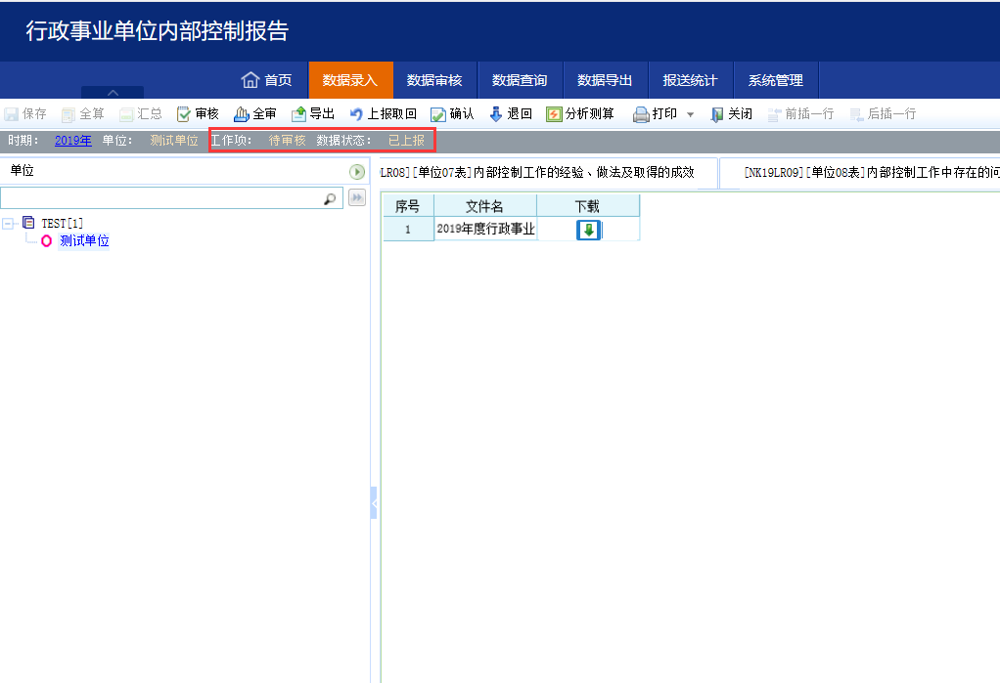 行政事业单位内部控制报告
首页 数据录入 数据审核 数据查询 数据导出 报送统计 系统管理
保存 全算 汇总 审核 全审 导出 上报取回 确认 退回 分析测算 打印 关闭 前插一行 后插一行
时期： 2019年 单位： 测试单位 工作项： 待审核 数据状态： 已上报
单位
LR08][单位07表]内部控制工作的经验、做法及取得的成效 [NK19LR09][单位08表]内部控制工作中存在的问
序号 文件名 下载
1 2019年度行政事业
TEST[1]
测试单位